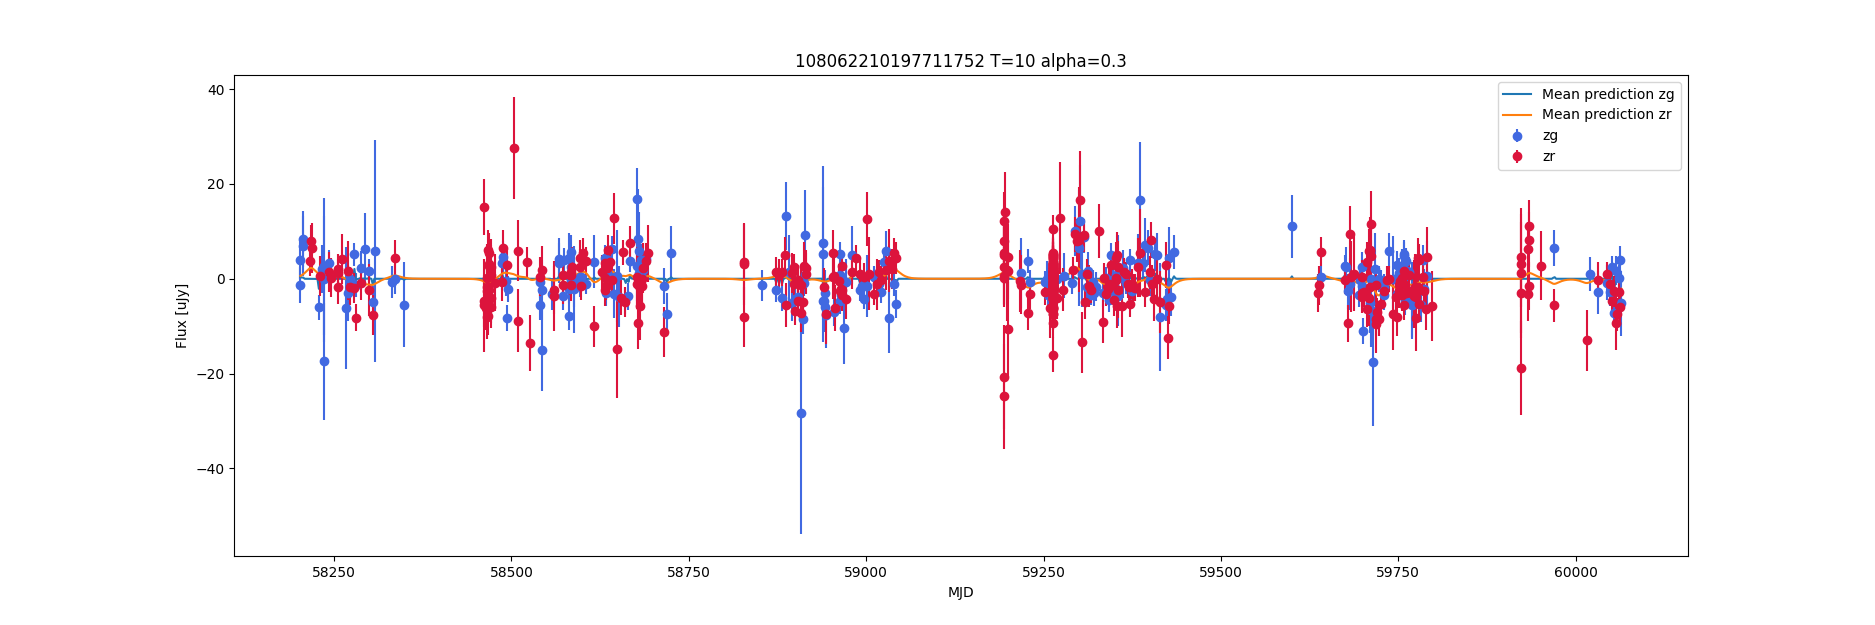 108062210197711752 T=10 alpha=0.3
Mean prediction zg
Mean prediction zr
zg
zr
Flux [uJy]
40
20
0
−20
−40
58250 58500 58750 59000 59250 59500 59750 60000
MJD